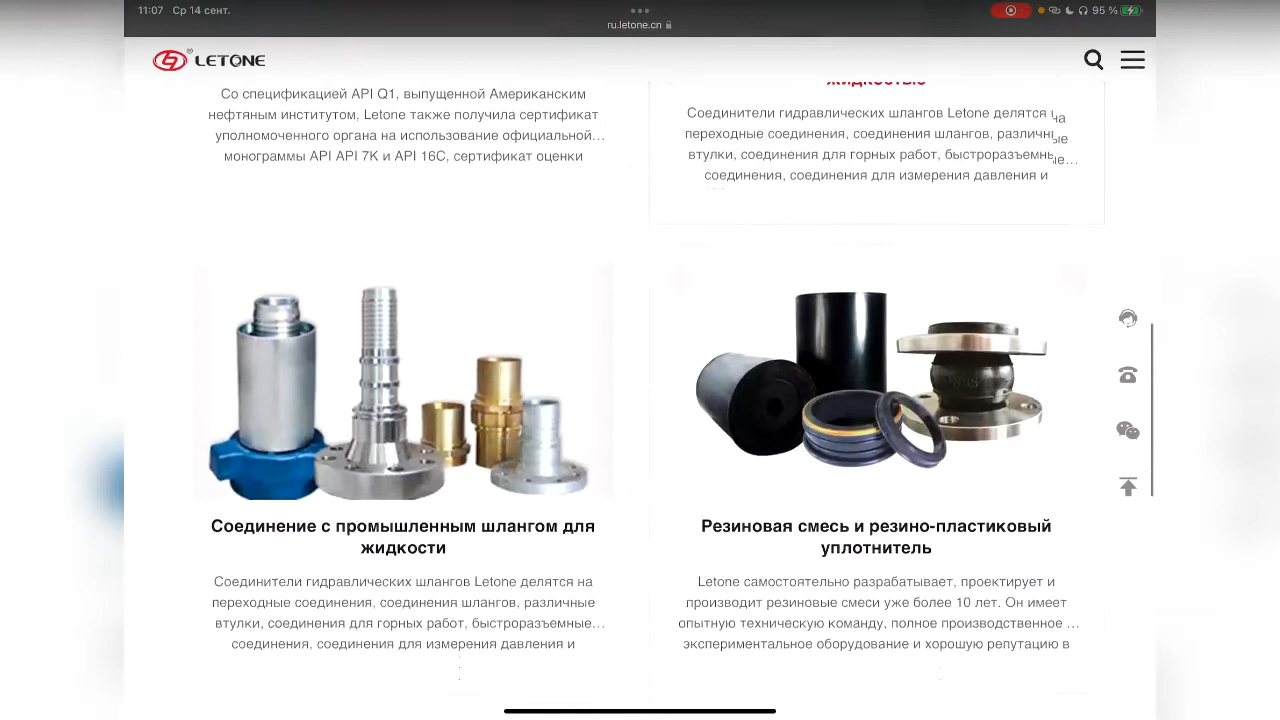 11:07 Ср 14 сент.
95 %
ru.letone.cn
LETONE
Со спецификацией API Q1, выпущенной Американским
нефтяным институтом, Letone также получила сертификат
уполномоченного органа на использование официальной...
монограммы API API 7K и API 16C, сертификат оценки
жидкостью
Соединители гидравлических шлангов Letone делятся
переходные соединения, соединения шлангов, различные
втулки, соединения для горных работ, быстроразъемные...
соединения, соединения для измерения давления и
Соединение с промышленным шлангом для
жидкости
Соединители гидравлических шлангов Letone делятся на
переходные соединения, соединения шлангов, различные
втулки, соединения для горных работ, быстроразъемные...
соединения, соединения для измерения давления и
Резиновая смесь и резино-пластиковый
уплотнитель
Letone самостоятельно разрабатывает, проектирует и
производит резиновые смеси уже более 10 лет. Он имеет
опытную техническую команду, полное производственное ...
экспериментальное оборудование и хорошую репутацию в